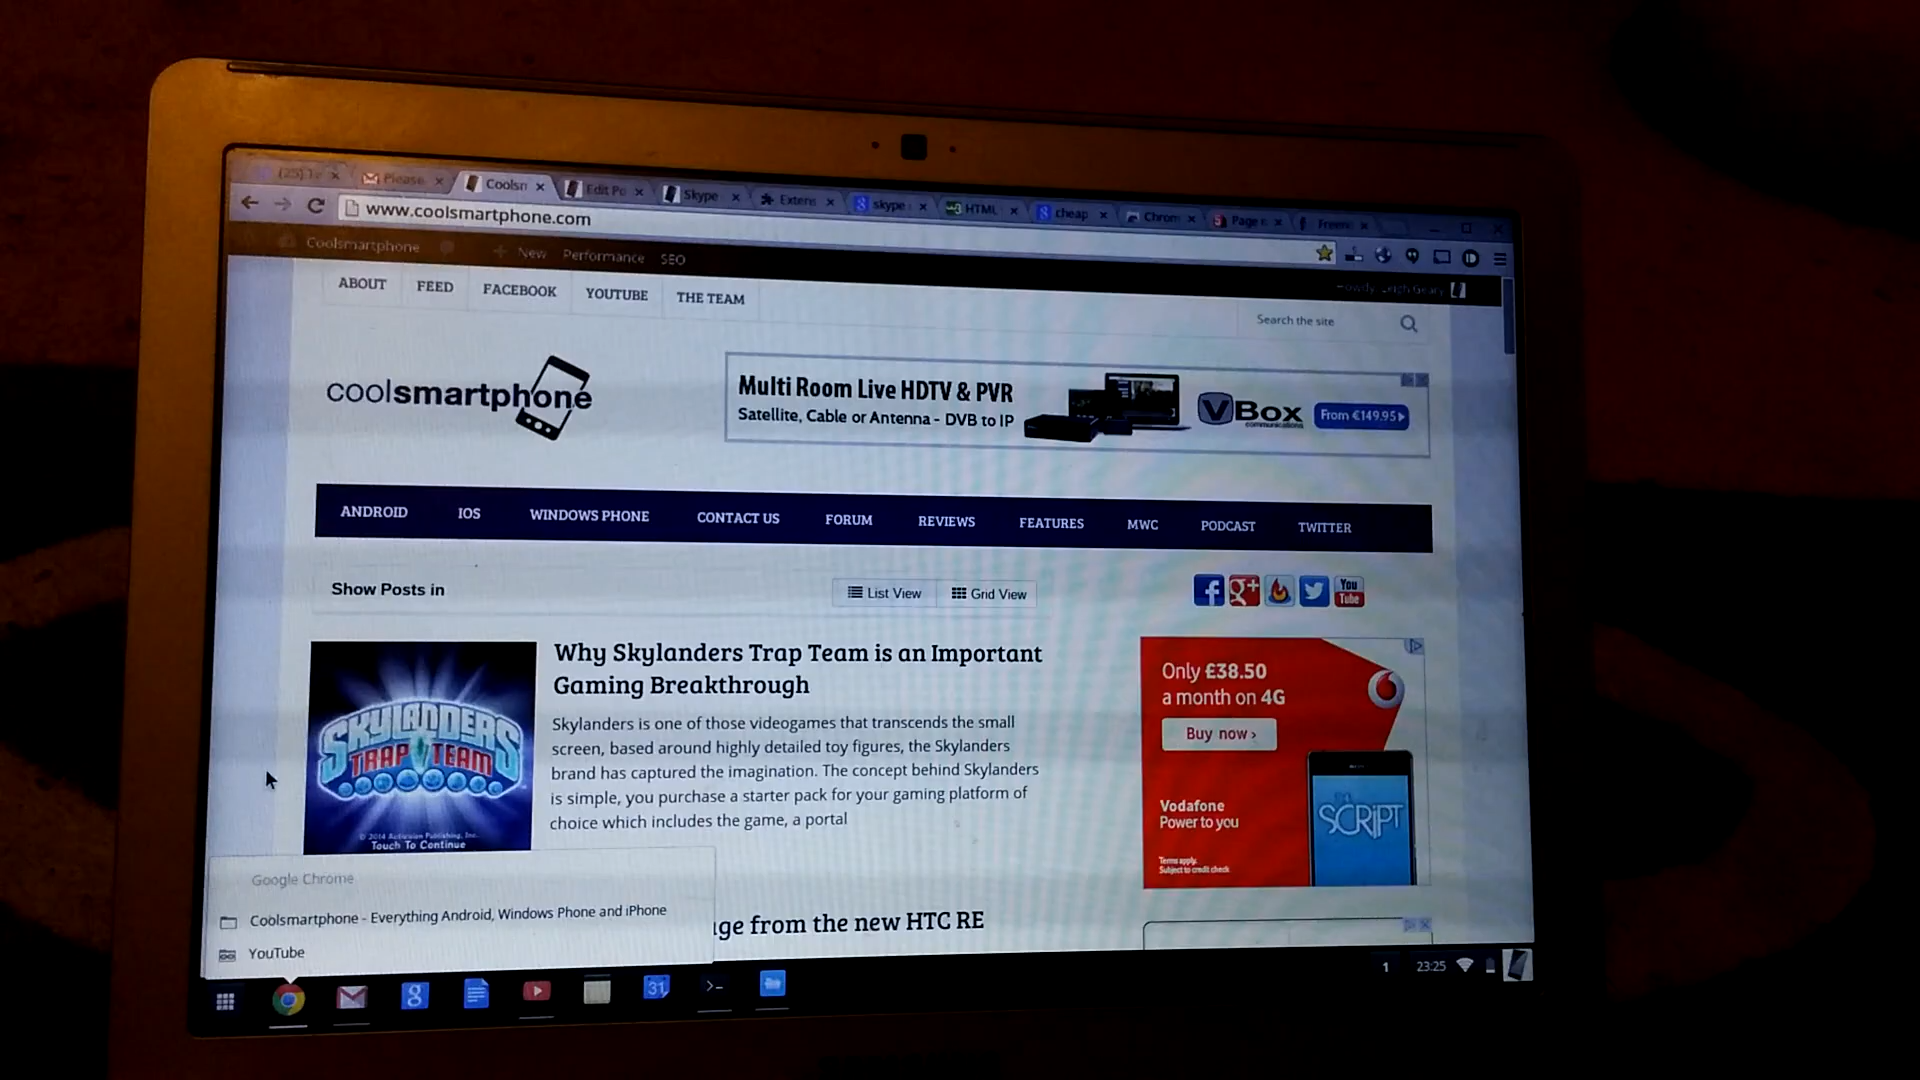 Please
Coolsn
Edit Po
Skype
Extens
skype
HTML
cheap
Chrom
Page
www.coolsmartphone.com
Coolsmartphone
New
Performance
SEO
ABOUT
FEED
FACEBOOK
YOUTUBE
THE TEAM
Search the site
coolsmartphone
Multi Room Live HDTV & PVR
Satellite, Cable or Antenna - DVB to IP
VBox
communications
From €149.95
ANDROID
IOS
WINDOWS PHONE
CONTACT US
FORUM
REVIEWS
FEATURES
MWC
PODCAST
TWITTER
Show Posts in
List View
Grid View
You
Tube
Why Skylanders Trap Team is an Important
Gaming Breakthrough
Skylanders is one of those videogames that transcends the small
screen, based around highly detailed toy figures, the Skylanders
brand has captured the imagination. The concept behind Skylanders
is simple, you purchase a starter pack for your gaming platform of
choice which includes the game, a portal
SKYLANDERS
TRAP TEAM
© 2014 Activision Publishing, Inc.
Touch To Continue
Only £38.50
a month on 4G
Buy now ›
Vodafone
Power to you
Terms apply.
Subject to credit check
SCRIPT
Google Chrome
Coolsmartphone - Everything Android, Windows Phone and iPhone
YouTube
ge from the new HTC RE
31
1
23:25